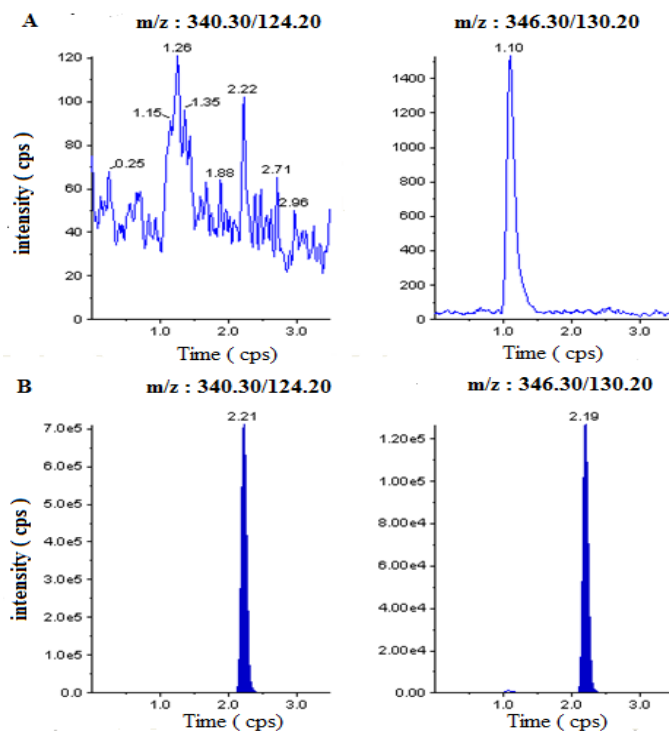 A
m/z : 340.30/124.20
m/z : 346.30/130.20
intensity ( cps )
120
100
80
60
40
20
0
1.26
1.15
1.35
2.22
0.25
1.88
2.71
2.96
1.0
2.0
3.0
Time ( cps)
1400
1200
1000
800
600
400
200
0
1.10
1.0
2.0
3.0
Time ( cps)
B
m/z : 340.30/124.20
m/z : 346.30/130.20
intensity ( cps )
7.0e5
6.0e5
5.0e5
4.0e5
3.0e5
2.0e5
1.0e5
0.0
2.21
1.0
2.0
3.0
Time ( cps)
1.20e5
1.00e5
8.00e4
6.00e4
4.00e4
2.00e4
0.00
2.19
1.0
2.0
3.0
Time ( cps)